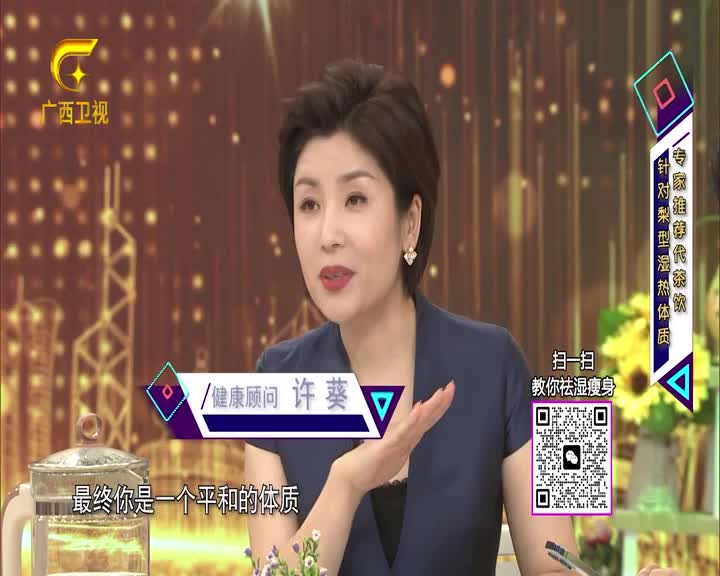 广西卫视
专家推荐代茶饮
针对梨型湿热体质
扫一扫
教你祛湿瘦身
健康顾问 许葵
最终你是一个平和的体质